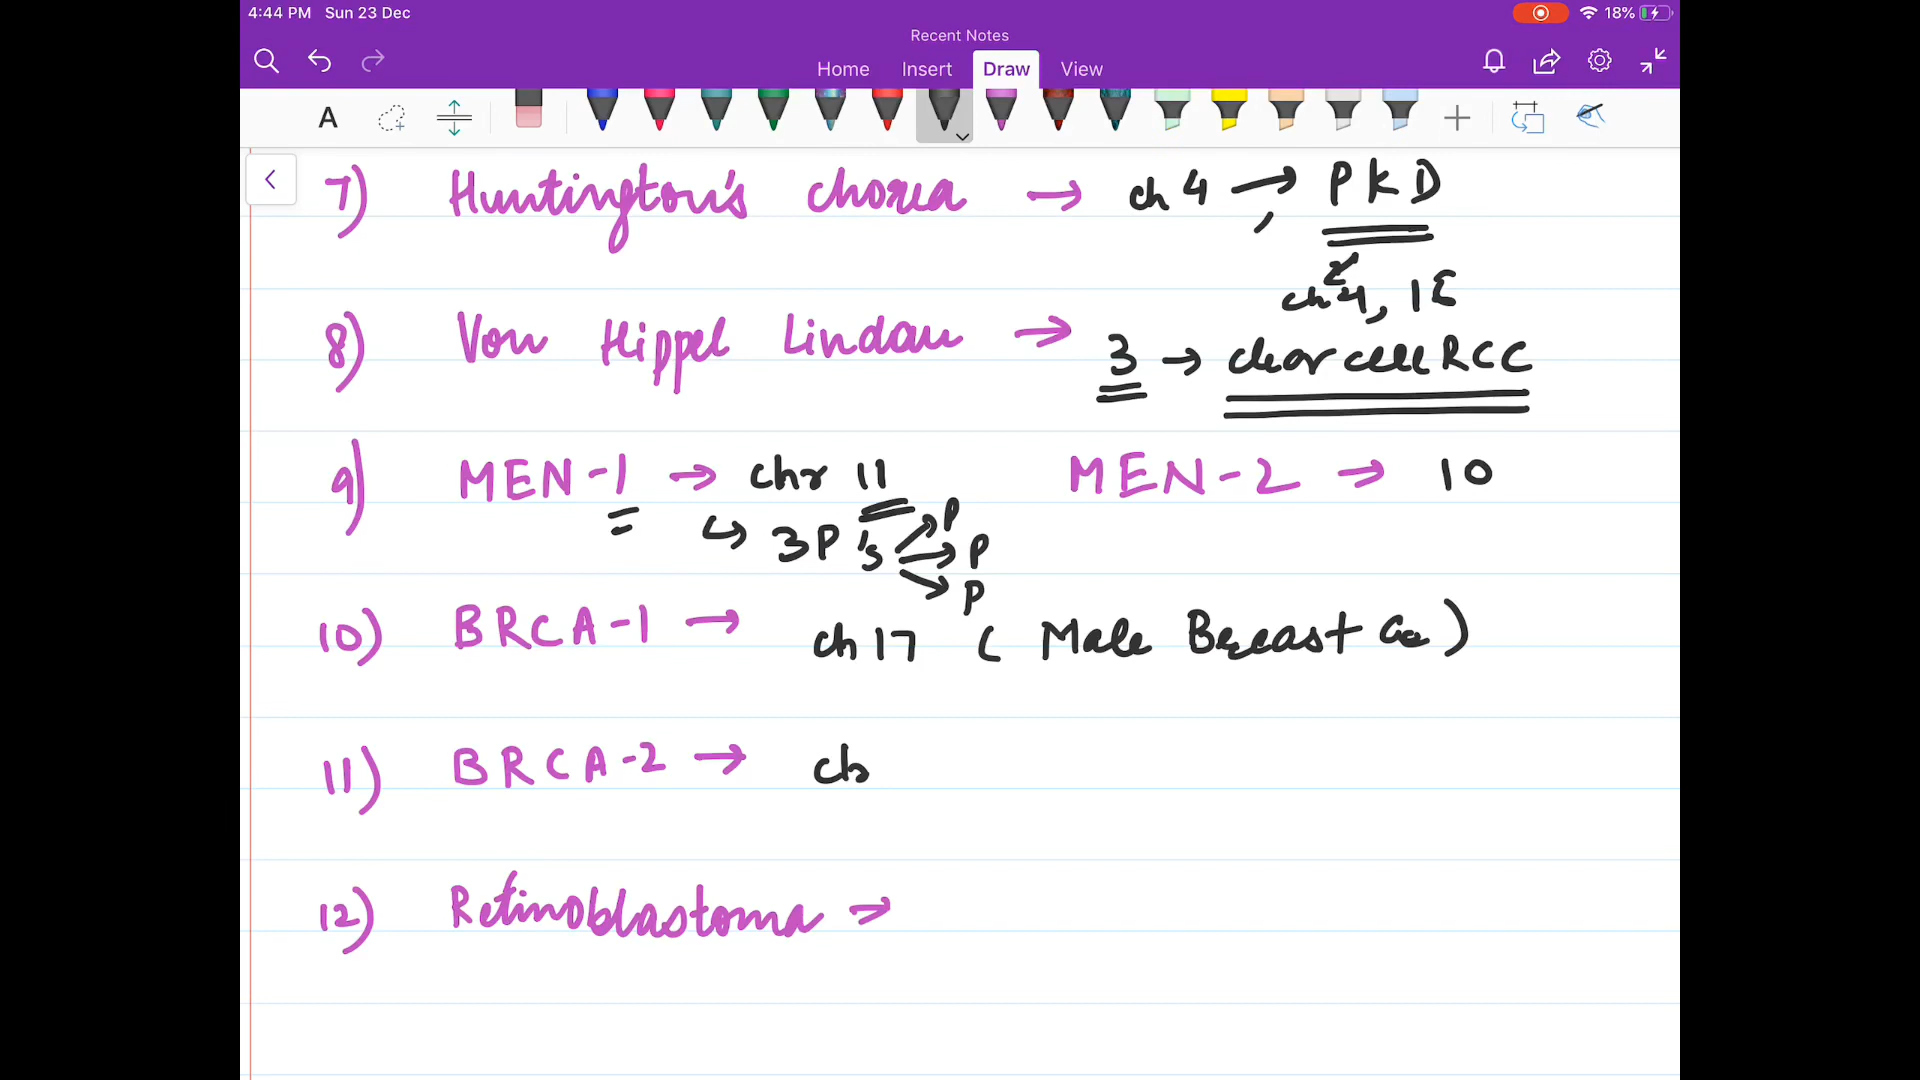 4:44 PM Sun 23 Dec
18%
Recent Notes
Home Insert Draw View
A
7) Huntington's chorea → ch 4 → PKD
ch 4, 16
8) Von Hippel Lindau → 3 → clear cell RCC
9) MEN-1 → chr 11 MEN-2 → 10
↳ 3P's → P
P
P
10) BRCA-1 → ch 17 ( Male Breast Ca )
11) BRCA-2 → ch
12) Retinoblastoma →